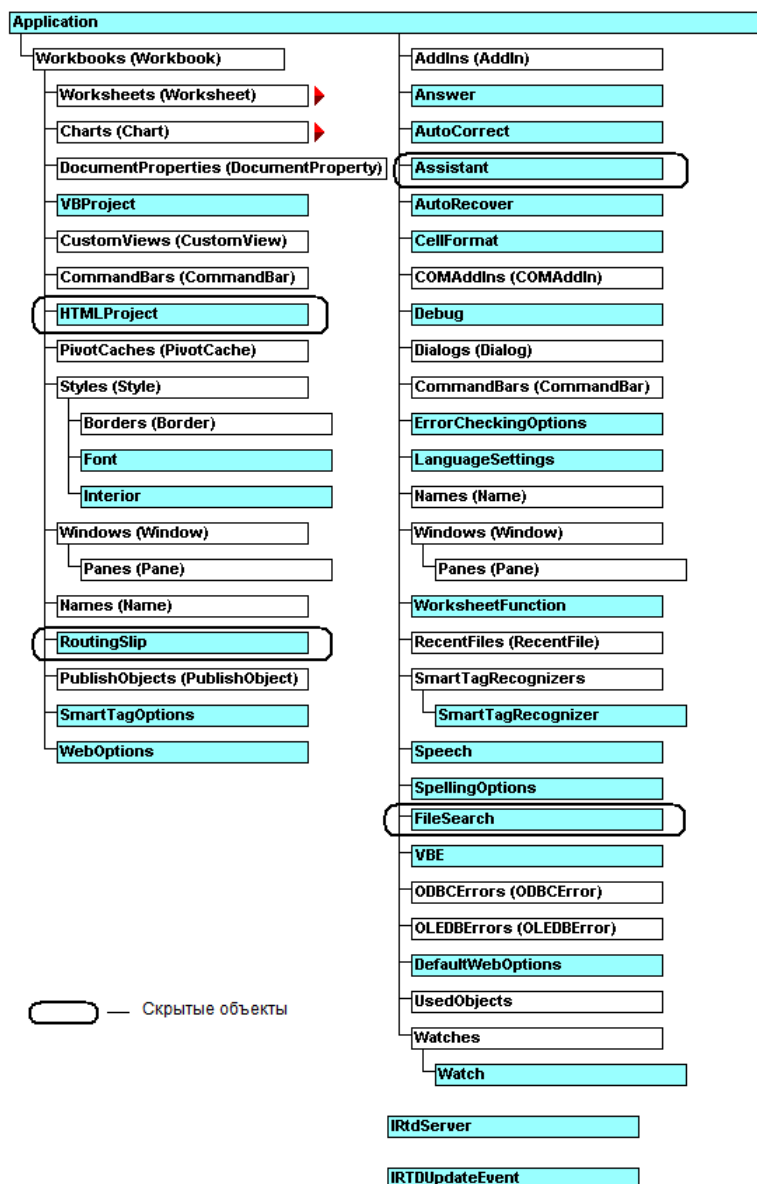 Application
Workbooks (Workbook)
Worksheets (Worksheet)
Charts (Chart)
DocumentProperties (DocumentProperty)
VBProject
CustomViews (CustomView)
CommandBars (CommandBar)
HTMLProject
PivotCaches (PivotCache)
Styles (Style)
Borders (Border)
Font
Interior
Windows (Window)
Panes (Pane)
Names (Name)
RoutingSlip
PublishObjects (PublishObject)
SmartTagOptions
WebOptions
AddIns (AddIn)
Answer
AutoCorrect
Assistant
AutoRecover
CellFormat
COMAddIns (COMAddIn)
Debug
Dialogs (Dialog)
CommandBars (CommandBar)
ErrorCheckingOptions
LanguageSettings
Names (Name)
Windows (Window)
Panes (Pane)
WorksheetFunction
RecentFiles (RecentFile)
SmartTagRecognizers
SmartTagRecognizer
Speech
SpellingOptions
FileSearch
VBE
ODBCErrors (ODBCError)
OLEDBErrors (OLEDBError)
DefaultWebOptions
UsedObjects
Watches
Watch
IRtdServer
IRTDUpdateEvent
— Скрытые объекты